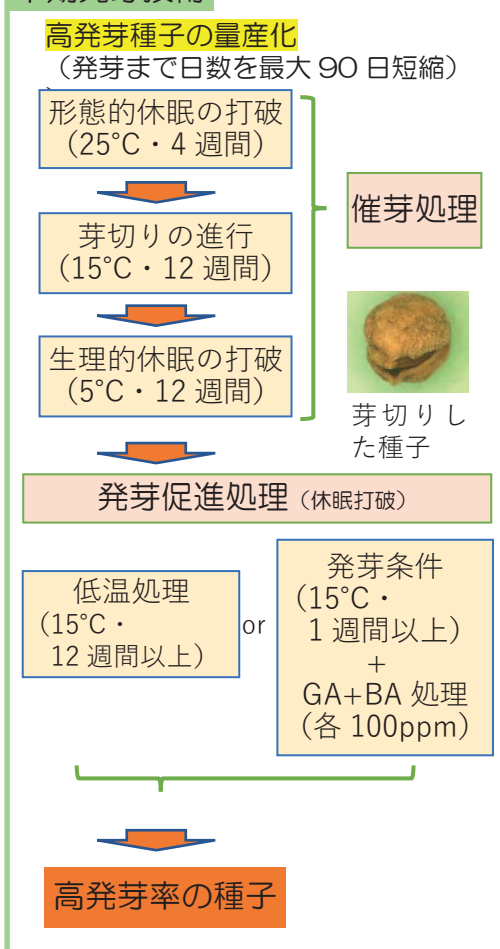 高発芽種子の量産化
（発芽まで日数を最大 90 日短縮）
形態的休眠の打破
（25°C・4 週間）
芽切りの進行
（15°C・12 週間）
生理的休眠の打破
（5°C・12 週間）
催芽処理
芽切りし
た種子
発芽促進処理（休眠打破）
低温処理
（15°C・
12 週間以上）
or
発芽条件
（15°C・
1 週間以上）
+
GA+BA 処理
（各 100ppm）
高発芽率の種子